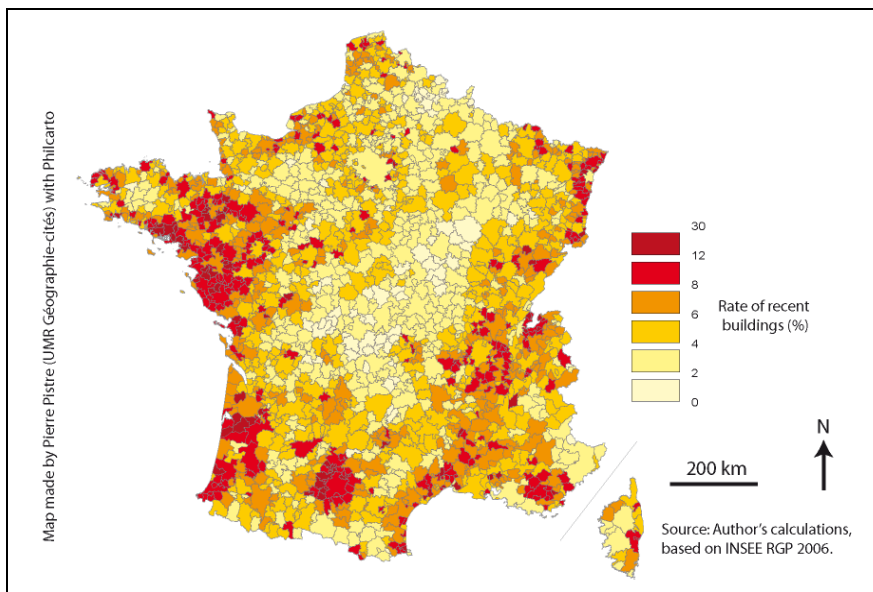 Map made by Pierre Pistre (UMR Géographie-cités) with Philcarto
30
12
8
6
4
2
0
Rate of recent
buildings (%)
N
200 km
Source: Author's calculations,
based on INSEE RGP 2006.